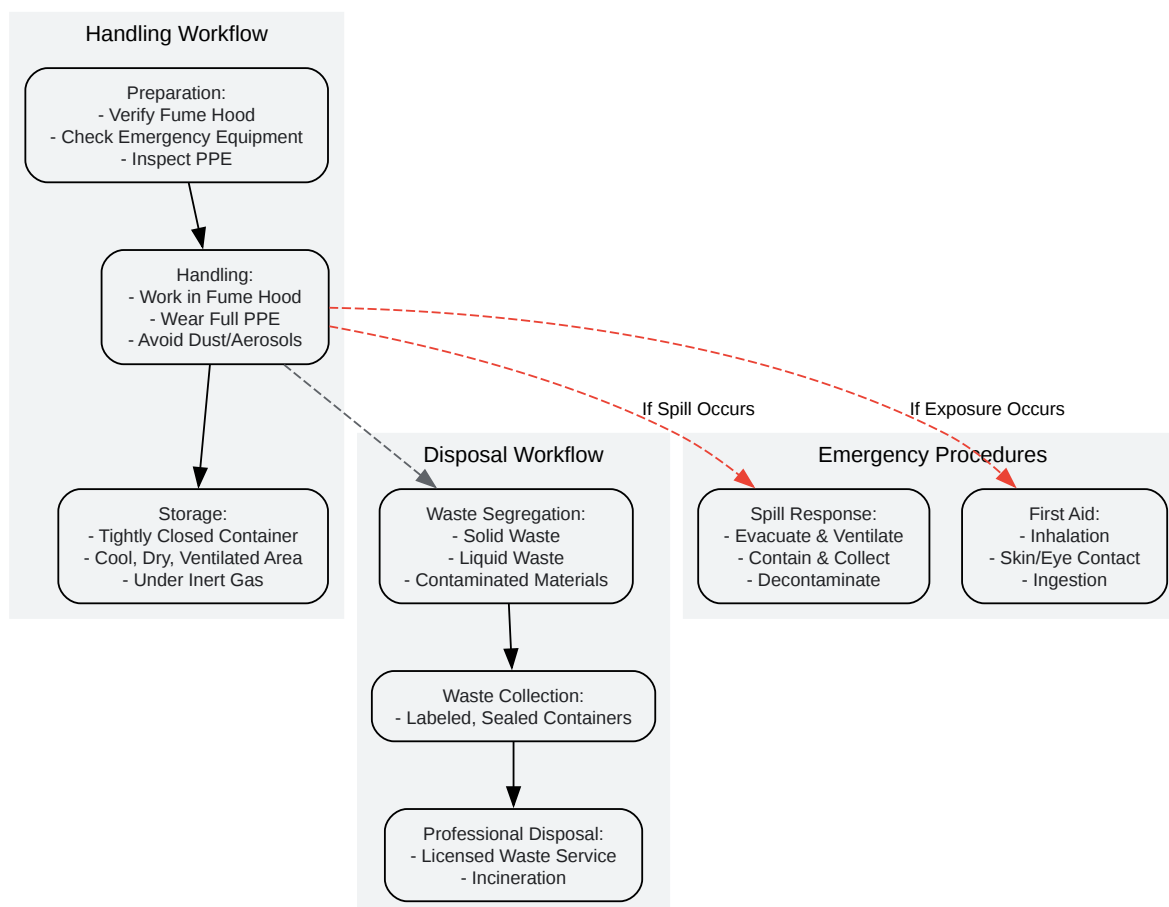 Handling Workflow
Preparation:
- Verify Fume Hood
- Check Emergency Equipment
- Inspect PPE
Handling:
- Work in Fume Hood
- Wear Full PPE
- Avoid Dust/Aerosols
Storage:
- Tightly Closed Container
- Cool, Dry, Ventilated Area
- Under Inert Gas
If Spill Occurs
If Exposure Occurs
Disposal Workflow
Waste Segregation:
- Solid Waste
- Liquid Waste
- Contaminated Materials
Waste Collection:
- Labeled, Sealed Containers
Professional Disposal:
- Licensed Waste Service
- Incineration
Emergency Procedures
Spill Response:
- Evacuate & Ventilate
- Contain & Collect
- Decontaminate
First Aid:
- Inhalation
- Skin/Eye Contact
- Ingestion